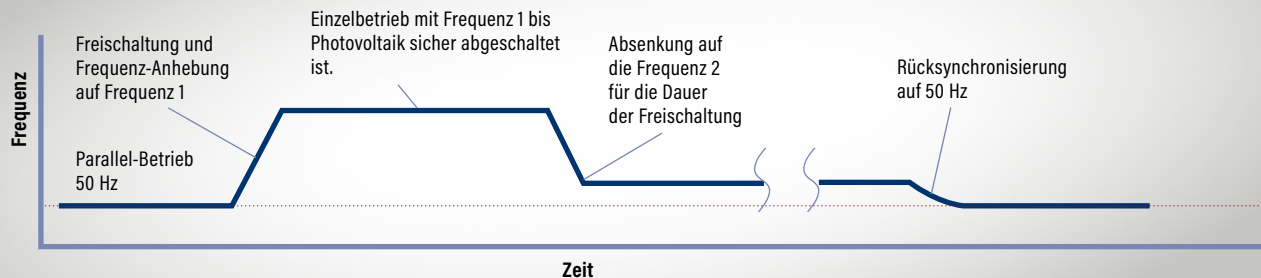 Einzelbetrieb mit Frequenz 1 bis
Photovoltaik sicher abgeschaltet
ist.
Freischaltung und
Frequenz-Anhebung
auf Frequenz 1
Absenkung auf
die Frequenz 2
für die Dauer
der Freischaltung
Rücksynchronisierung
auf 50 Hz
Frequenz
Parallel-Betrieb
50 Hz
Zeit